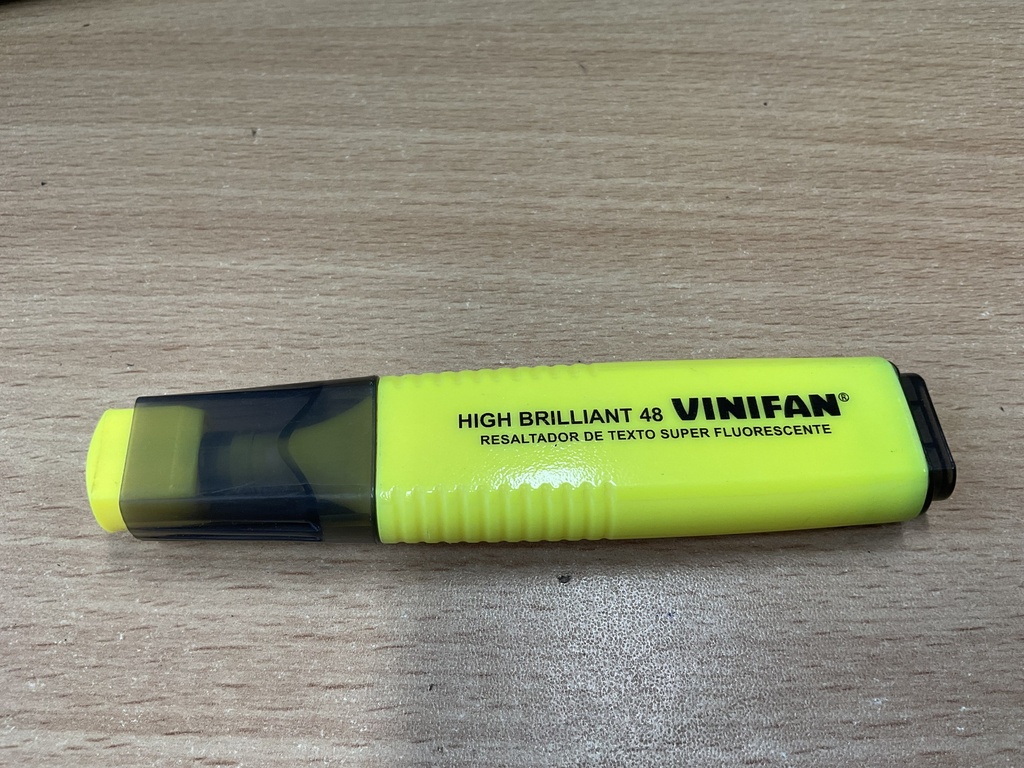 HIGH BRILLIANT 48 VINIFAN®
RESALTADOR DE TEXTO SUPER FLUORESCENTE